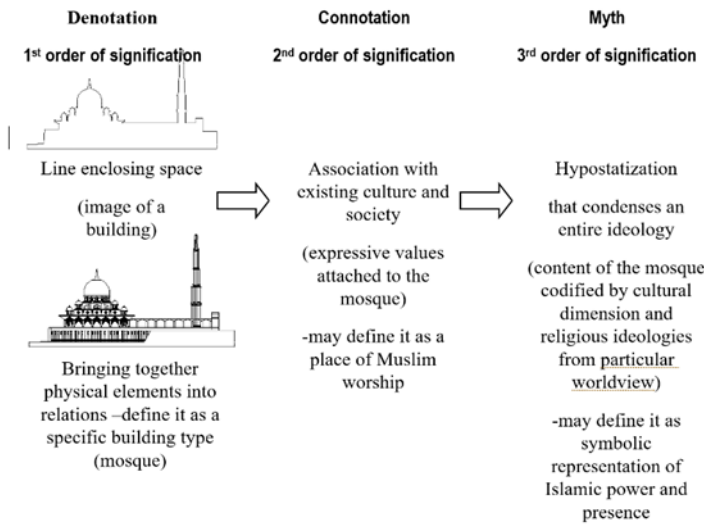 Denotation
1st order of signification
Line enclosing space
(image of a
building)
Bringing together
physical elements into
relations –define it as a
specific building type
(mosque)
Connotation
2nd order of signification
Association with
existing culture and
society
(expressive values
attached to the
mosque)
-may define it as a
place of Muslim
worship
Myth
3rd order of signification
Hypostatization
that condenses an
entire ideology
(content of the mosque
codified by cultural
dimension and
religious ideologies
from particular
worldview)
-may define it as
symbolic
representation of
Islamic power and
presence